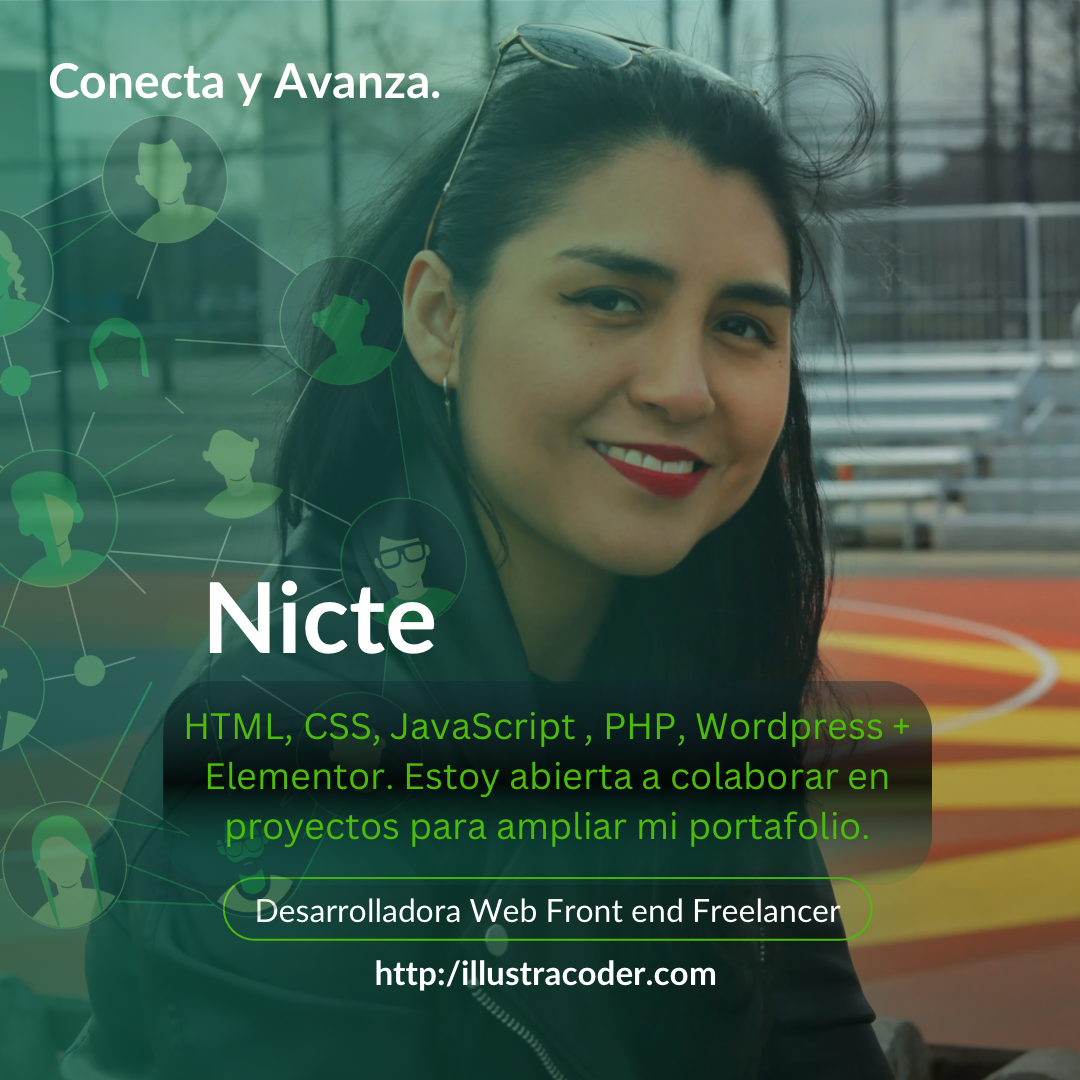 Conecta y Avanza.
Nicte
HTML, CSS, JavaScript , PHP, Wordpress +
Elementor. Estoy abierta a colaborar en
proyectos para ampliar mi portafolio.
Desarrolladora Web Front end Freelancer
http:/illustracoder.com